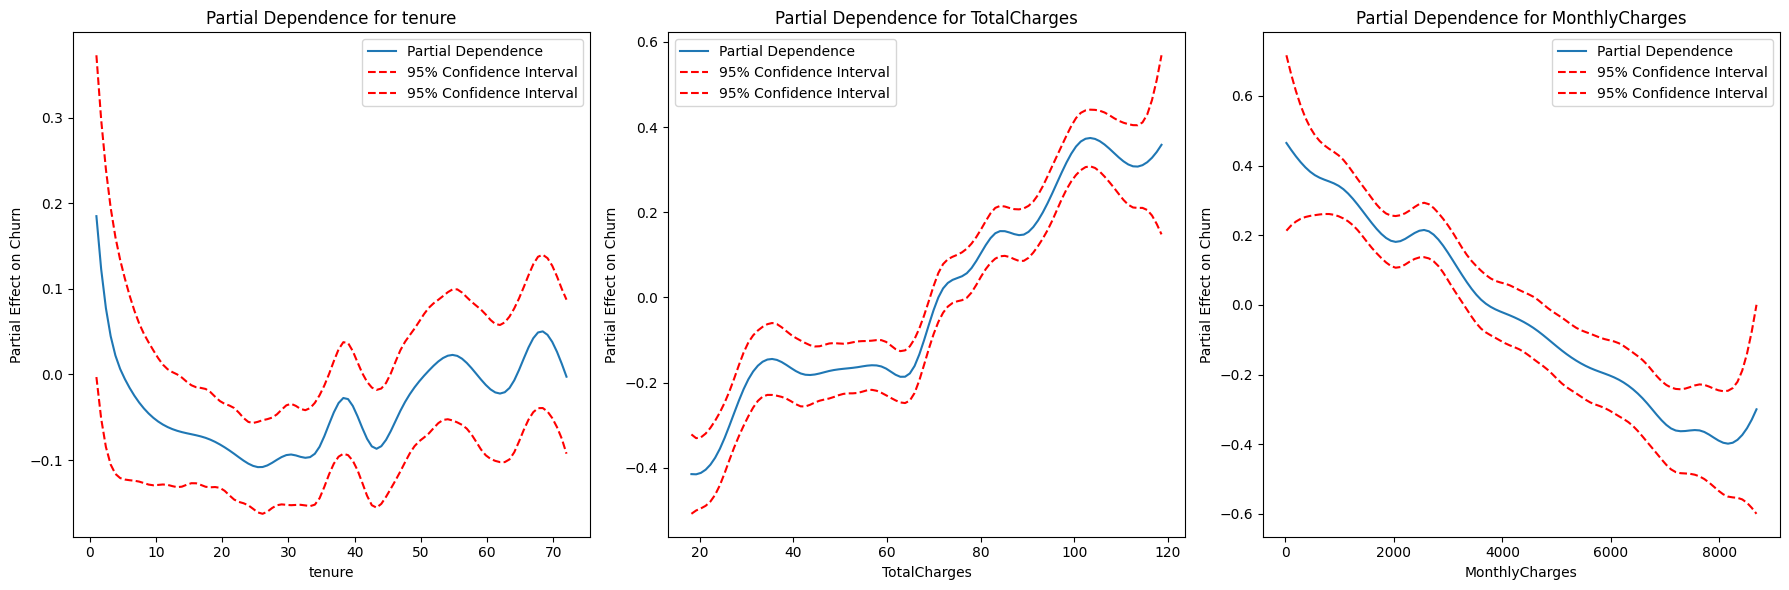 Partial Dependence for tenure
Partial Dependence
95% Confidence Interval
95% Confidence Interval
Partial Effect on Churn
0.3
0.2
0.1
0.0
−0.1
0 10 20 30 40 50 60 70
tenure
Partial Dependence for TotalCharges
Partial Dependence
95% Confidence Interval
95% Confidence Interval
Partial Effect on Churn
0.6
0.4
0.2
0.0
−0.2
−0.4
20 40 60 80 100 120
TotalCharges
Partial Dependence for MonthlyCharges
Partial Dependence
95% Confidence Interval
95% Confidence Interval
Partial Effect on Churn
0.6
0.4
0.2
0.0
−0.2
−0.4
−0.6
0 2000 4000 6000 8000
MonthlyCharges